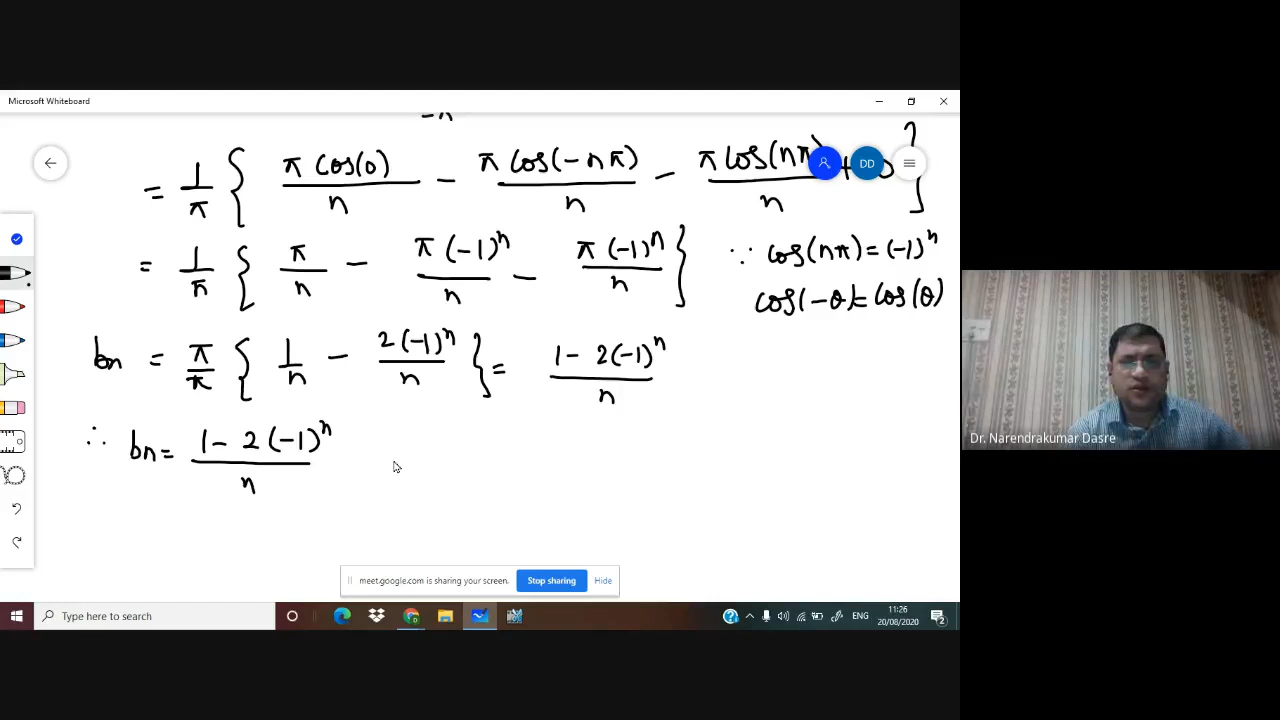 Microsoft Whiteboard
-π
= 1/π { π cos(0)/n - π cos(-nπ)/n - π cos(nπ)/n + 0 }
DD
= 1/π { π/n - π(-1)^n/n - π(-1)^n/n } ∵ cos(nπ) = (-1)^n
cos(-θ) = cos(θ)
bn = π/π { 1/n - 2(-1)^n/n } = 1 - 2(-1)^n/n
∴ bn = 1 - 2(-1)^n/n
Dr. Narendrakumar Dasre
meet.google.com is sharing your screen. Stop sharing Hide
Type here to search
ENG
11:26
20/08/2020
2